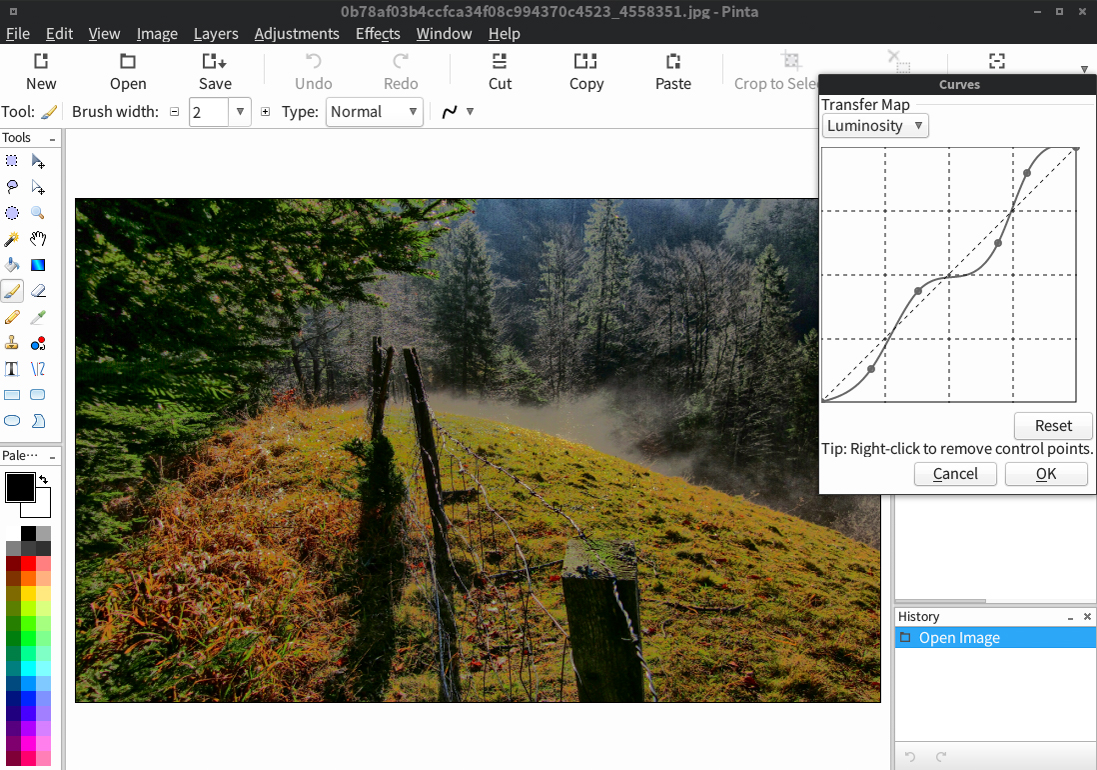 0b78af03b4ccfca34f08c994370c4523_4558351.jpg - Pinta
File Edit View Image Layers Adjustments Effects Window Help
New Open Save Undo Redo Cut Copy Paste Crop to Sele
Tool: Brush width: 2 Type: Normal
Tools
Pale...
Curves
Transfer Map
Luminosity
Reset
Tip: Right-click to remove control points.
Cancel OK
History
Open Image